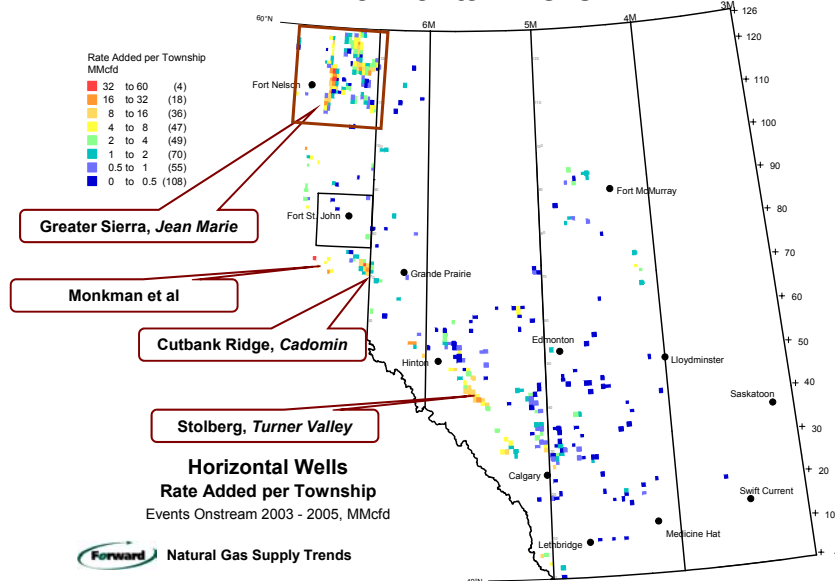 60°N
6M
5M
4M
3M
126
120
110
100
90
80
70
60
50
40
30
20
10
Rate Added per Township
MMcfd
32 to 60 (4)
16 to 32 (18)
8 to 16 (36)
4 to 8 (47)
2 to 4 (49)
1 to 2 (70)
0.5 to 1 (55)
0 to 0.5 (108)
Fort Nelson
Fort McMurray
Fort St. John
Greater Sierra, Jean Marie
Grande Prairie
Monkman et al
Cutbank Ridge, Cadomin
Edmonton
Hinton
Lloydminster
Saskatoon
Stolberg, Turner Valley
Horizontal Wells
Rate Added per Township
Events Onstream 2003 - 2005, MMcfd
Calgary
Swift Current
Medicine Hat
Lethbridge
Forward
Natural Gas Supply Trends